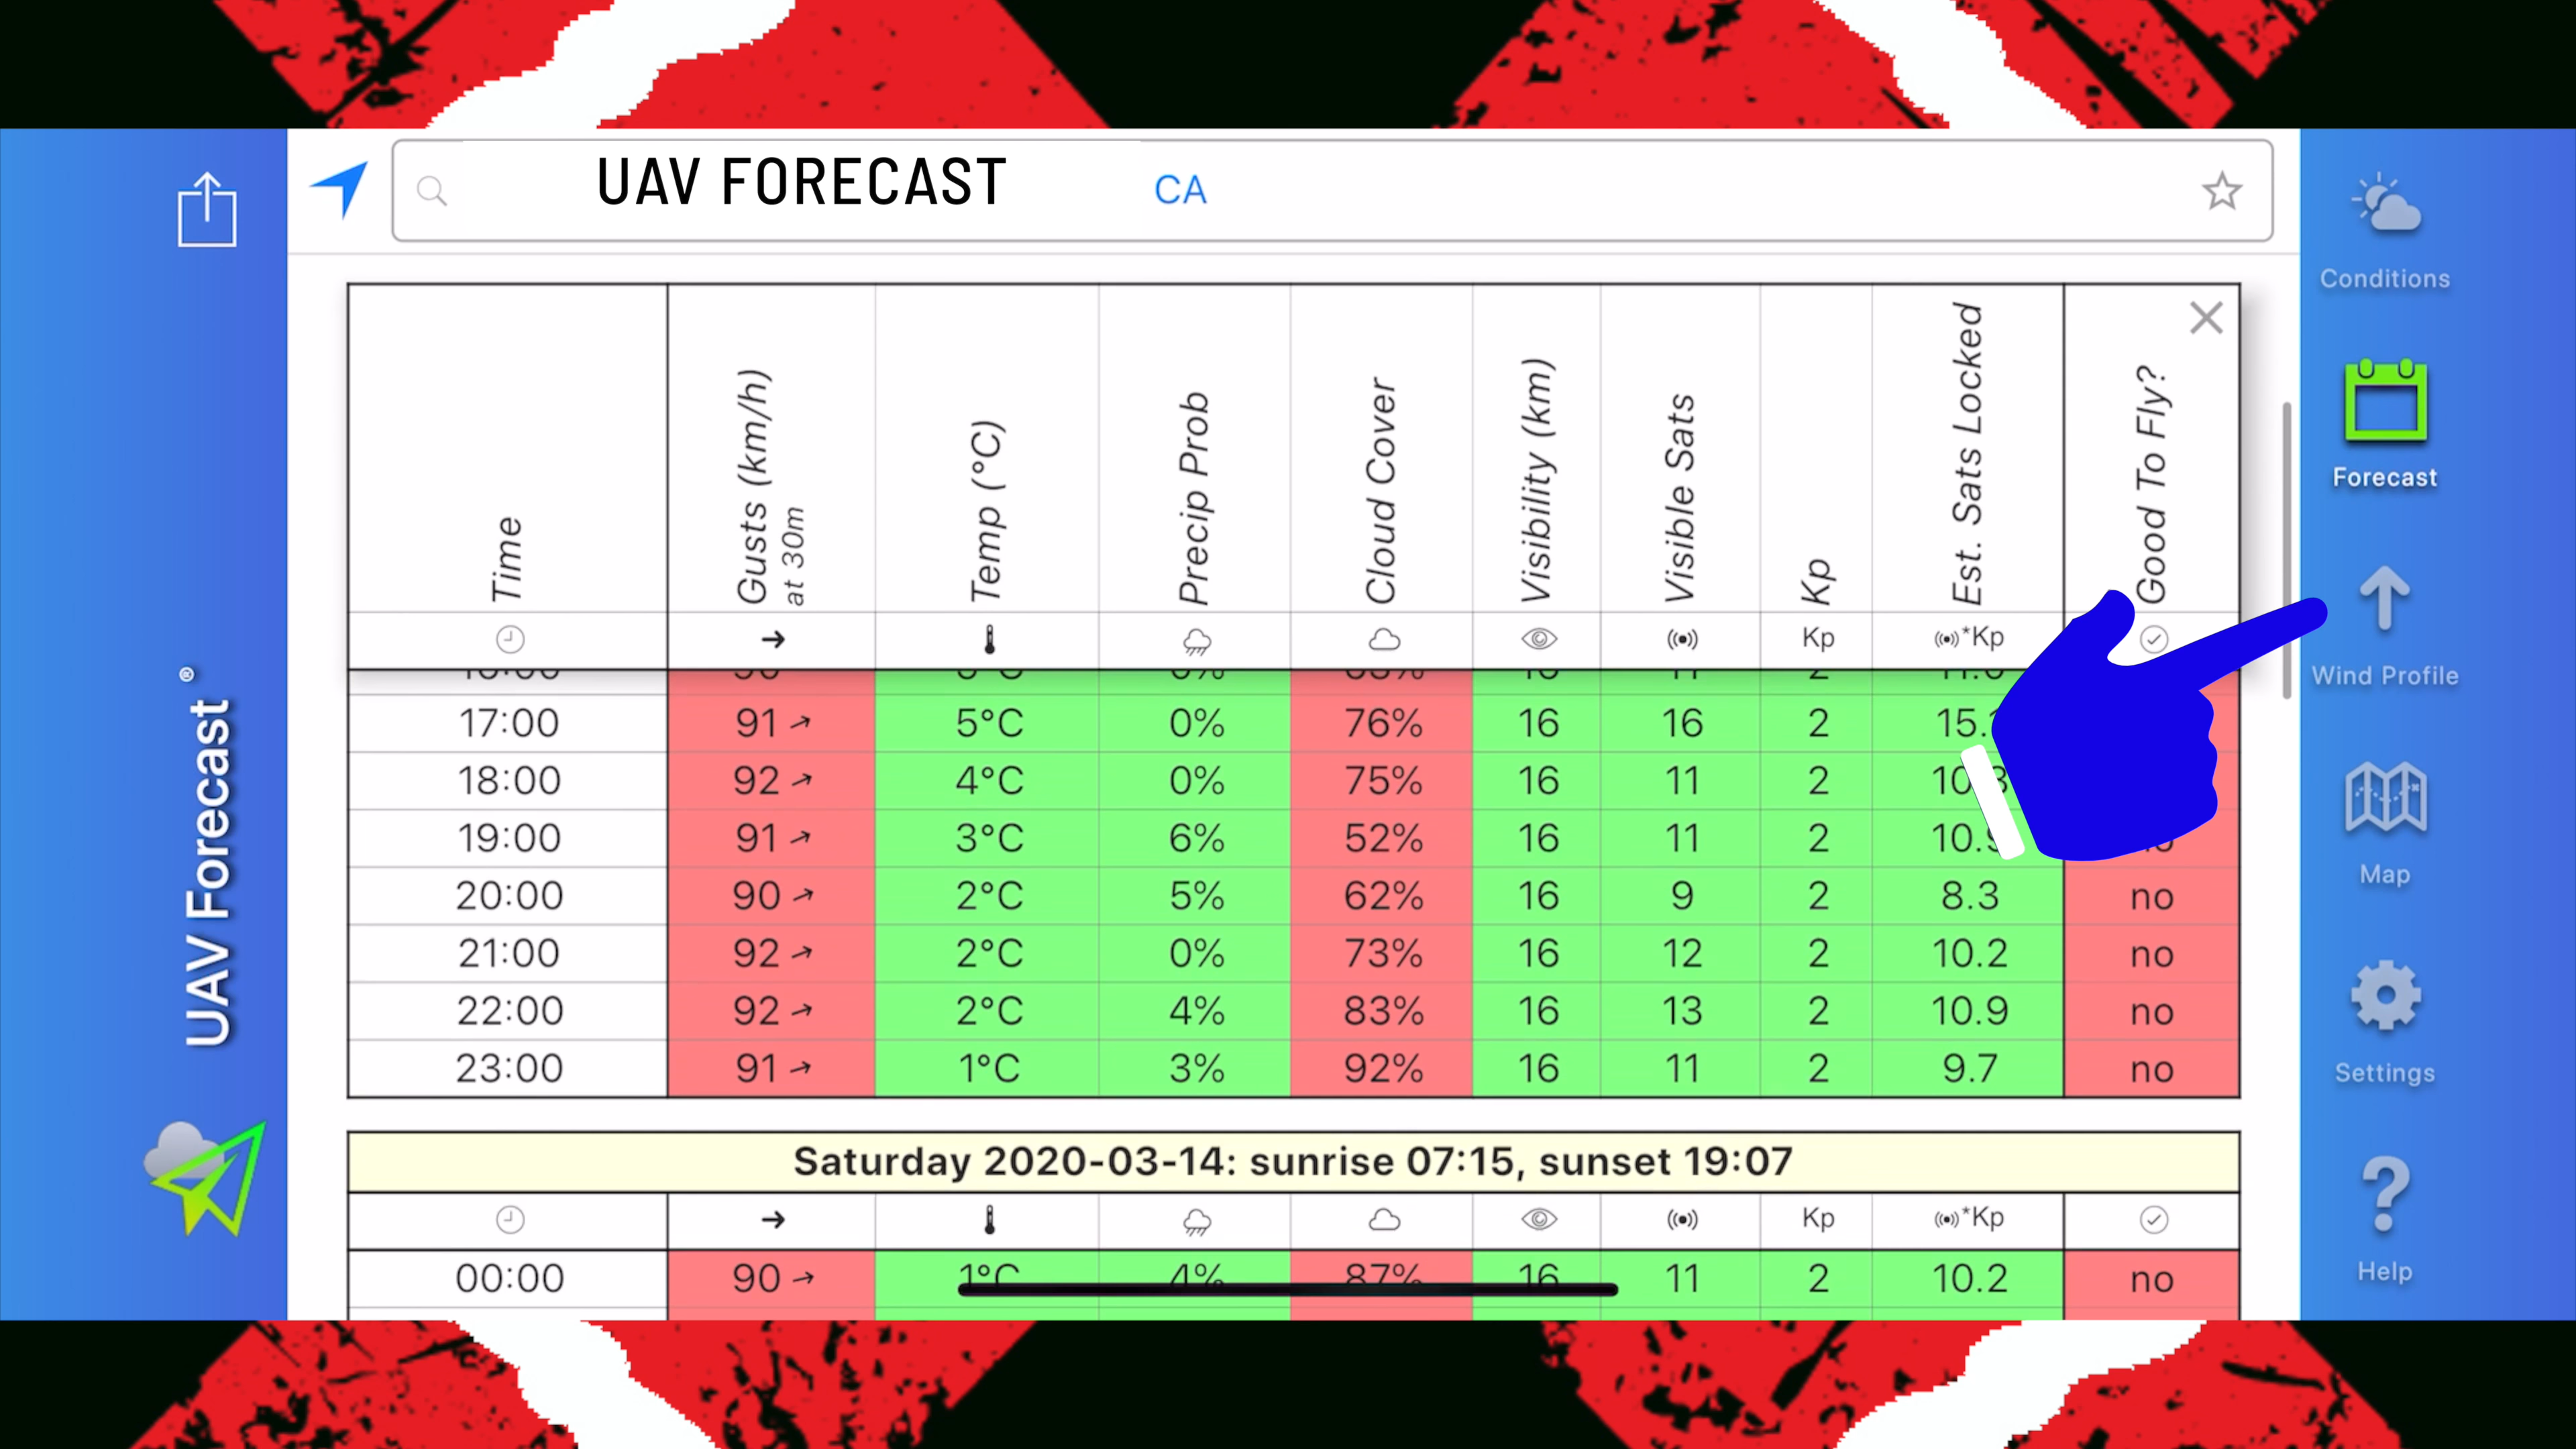 UAV FORECAST CA
UAV Forecast®
Conditions
Forecast
Wind Profile
Map
Settings
Help
Time Gusts (km/h) at 30m Temp (°C) Precip Prob Cloud Cover Visibility (km) Visible Sats Kp Est. Sats Locked Good To Fly?
Kp *Kp
17:00 91 5°C 0% 76% 16 16 2
18:00 92 4°C 0% 75% 16 11 2
19:00 91 3°C 6% 52% 16 11 2
20:00 90 2°C 5% 62% 16 9 2 8.3 no
21:00 92 2°C 0% 73% 16 12 2 10.2 no
22:00 92 2°C 4% 83% 16 13 2 10.9 no
23:00 91 1°C 3% 92% 16 11 2 9.7 no
Saturday 2020-03-14: sunrise 07:15, sunset 19:07
Kp *Kp
00:00 90 1°C 4% 87% 16 11 2 10.2 no